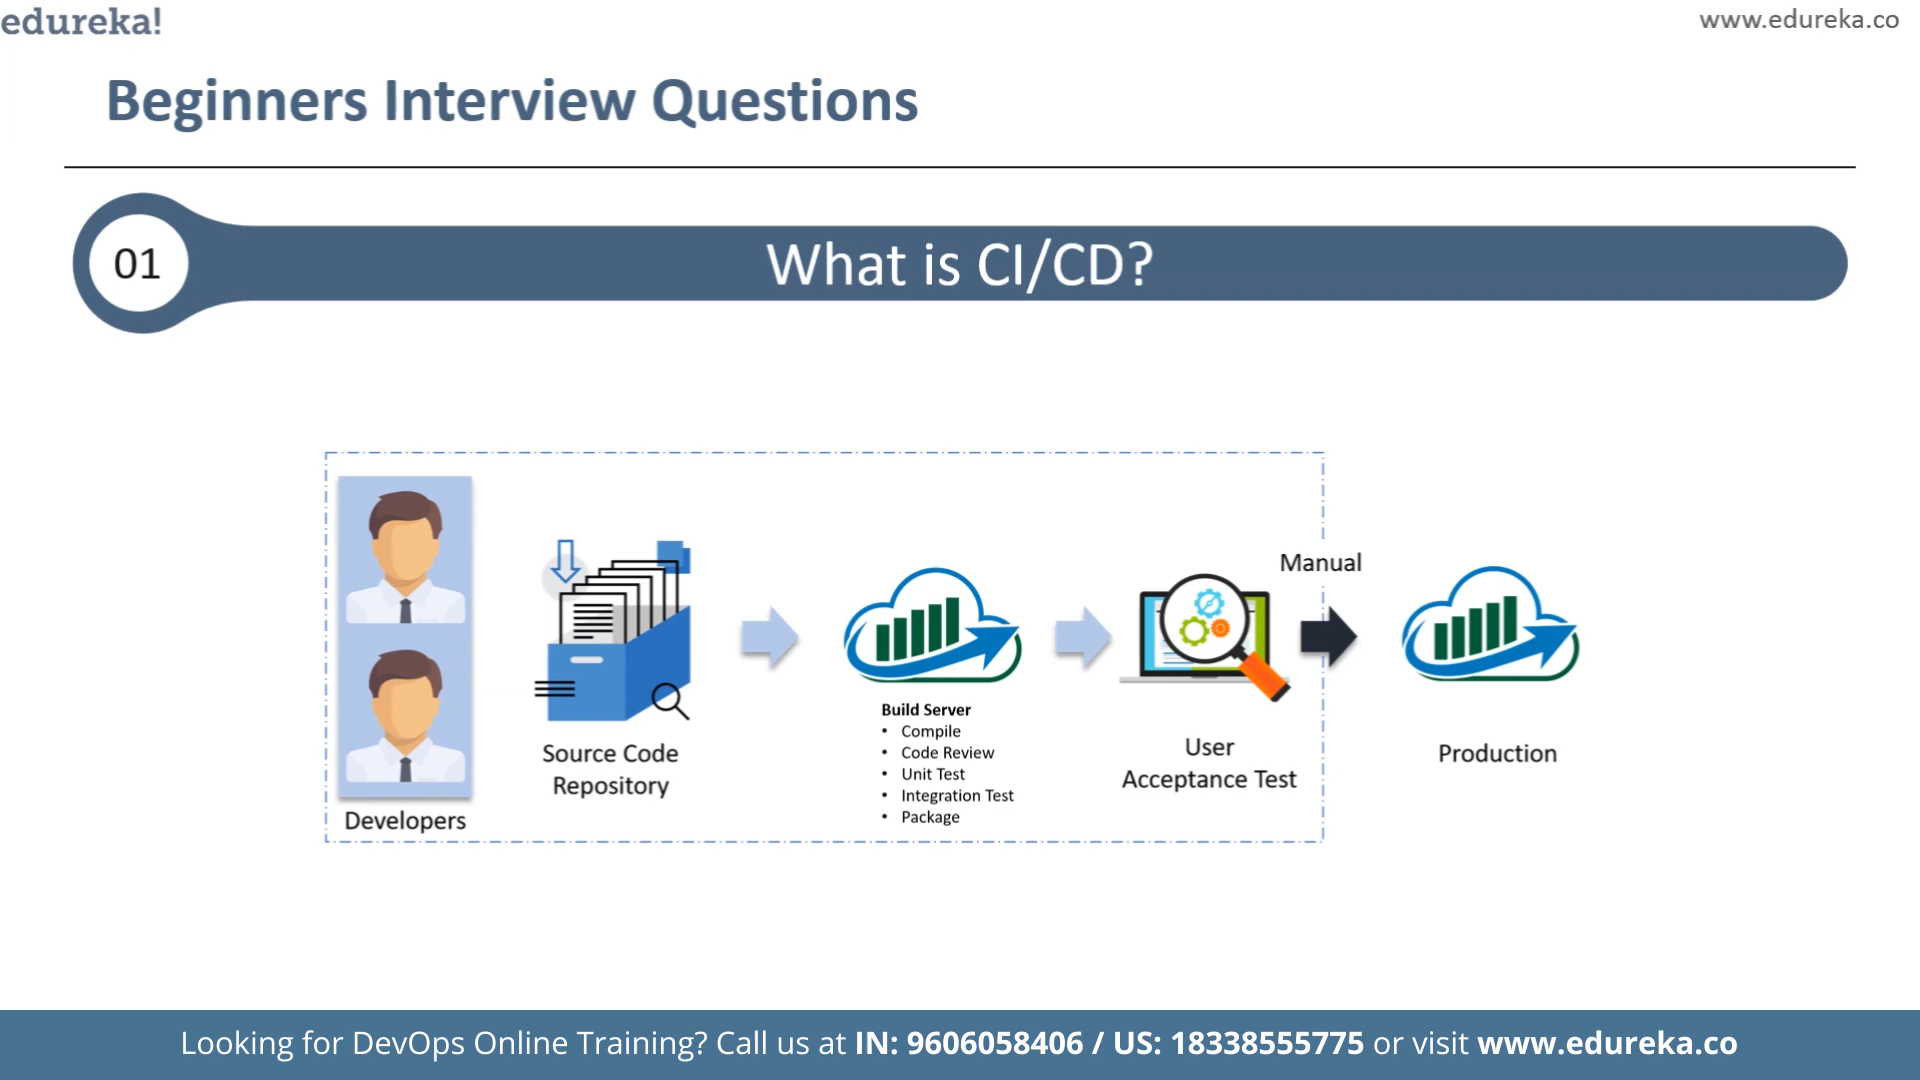 edureka!
www.edureka.co
Beginners Interview Questions
01
What is CI/CD?
Manual
Build Server
• Compile
• Code Review
• Unit Test
• Integration Test
• Package
Source Code
Repository
User
Acceptance Test
Production
Developers
Looking for DevOps Online Training? Call us at IN: 9606058406 / US: 18338555775 or visit www.edureka.co